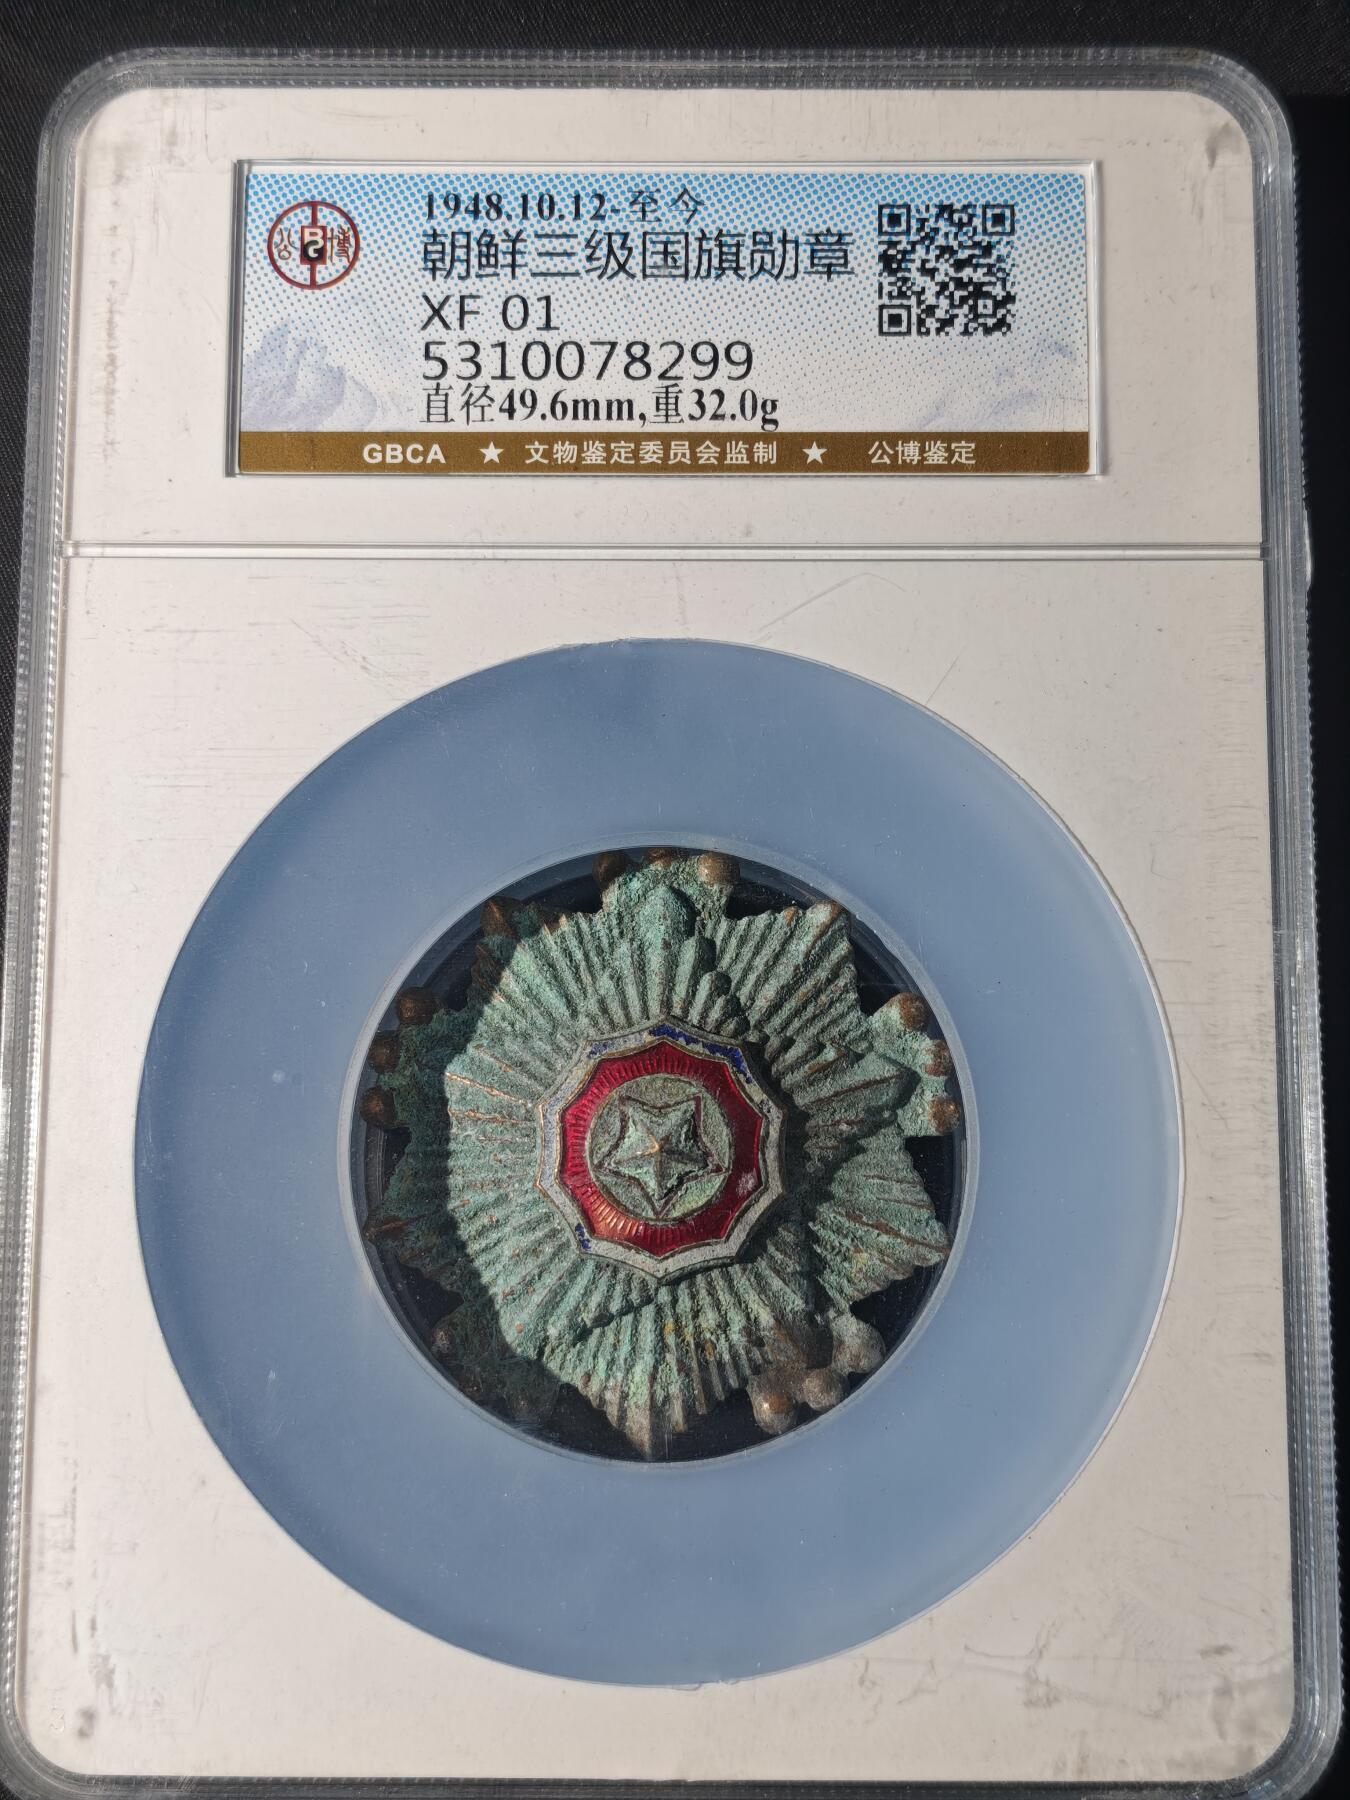 公博
1948.10.12-至今
朝鲜三级国旗勋章
XF 01
5310078299
直径49.6mm,重32.0g
GBCA ★ 文物鉴定委员会监制 ★ 公博鉴定